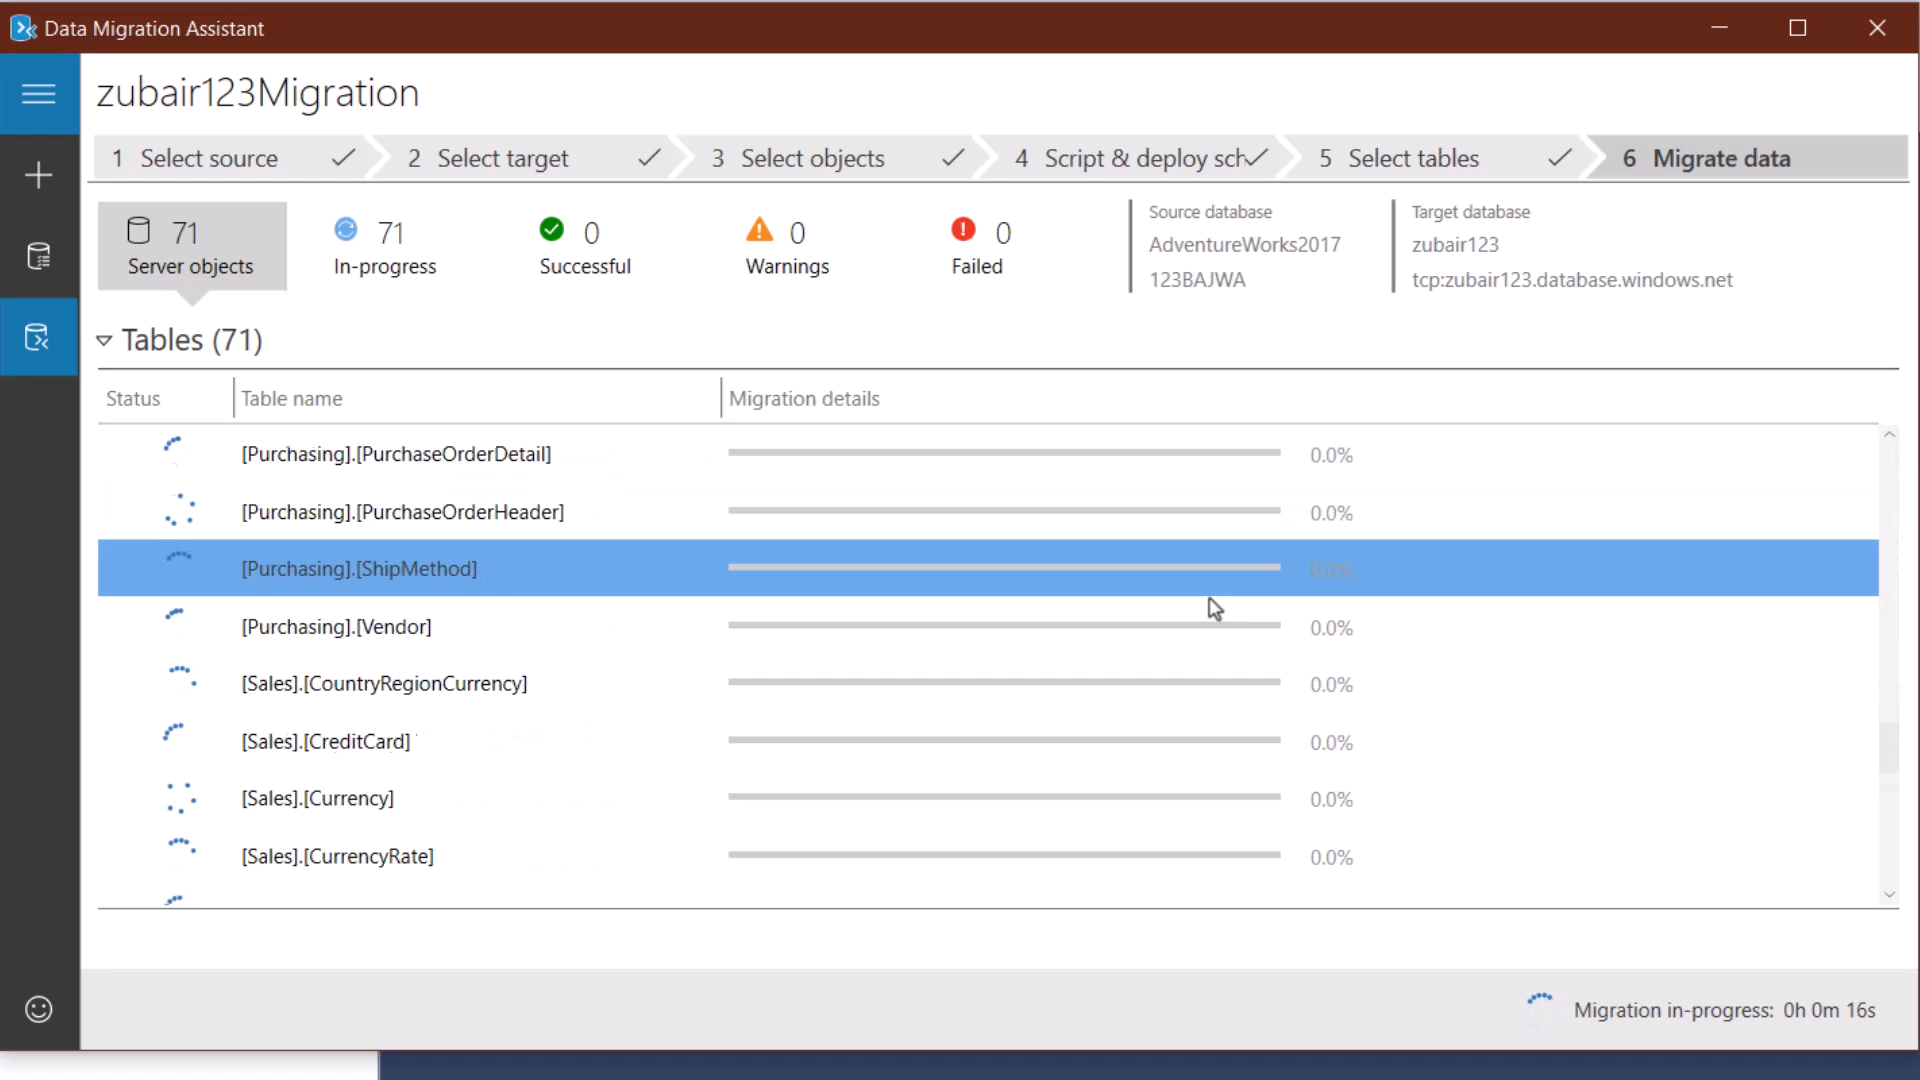 Data Migration Assistant
zubair123Migration
1 Select source
2 Select target
3 Select objects
4 Script & deploy sch
5 Select tables
6 Migrate data
71
Server objects
71
In-progress
0
Successful
0
Warnings
0
Failed
Source database
AdventureWorks2017
123BAJWA
Target database
zubair123
tcp:zubair123.database.windows.net
Tables (71)
Status Table name Migration details
[Purchasing].[PurchaseOrderDetail] 0.0%
[Purchasing].[PurchaseOrderHeader] 0.0%
[Purchasing].[ShipMethod] 0.0%
[Purchasing].[Vendor] 0.0%
[Sales].[CountryRegionCurrency] 0.0%
[Sales].[CreditCard] 0.0%
[Sales].[Currency] 0.0%
[Sales].[CurrencyRate] 0.0%
Migration in-progress: 0h 0m 16s